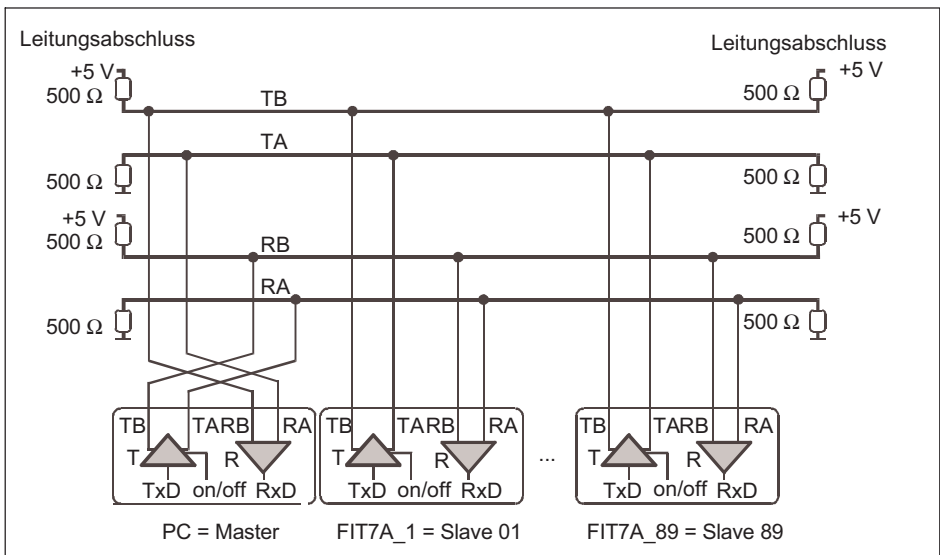 Leitungsabschluss Leitungsabschluss
+5 V +5 V
500 Ω 500 Ω
TB
TA
500 Ω 500 Ω
+5 V +5 V
500 Ω 500 Ω
RB
RA
500 Ω 500 Ω
TB TARB RA TB TARB RA TB TARB RA
T R T R ... T R
TxD on/off RxD TxD on/off RxD TxD on/off RxD
PC = Master FIT7A_1 = Slave 01 FIT7A_89 = Slave 89